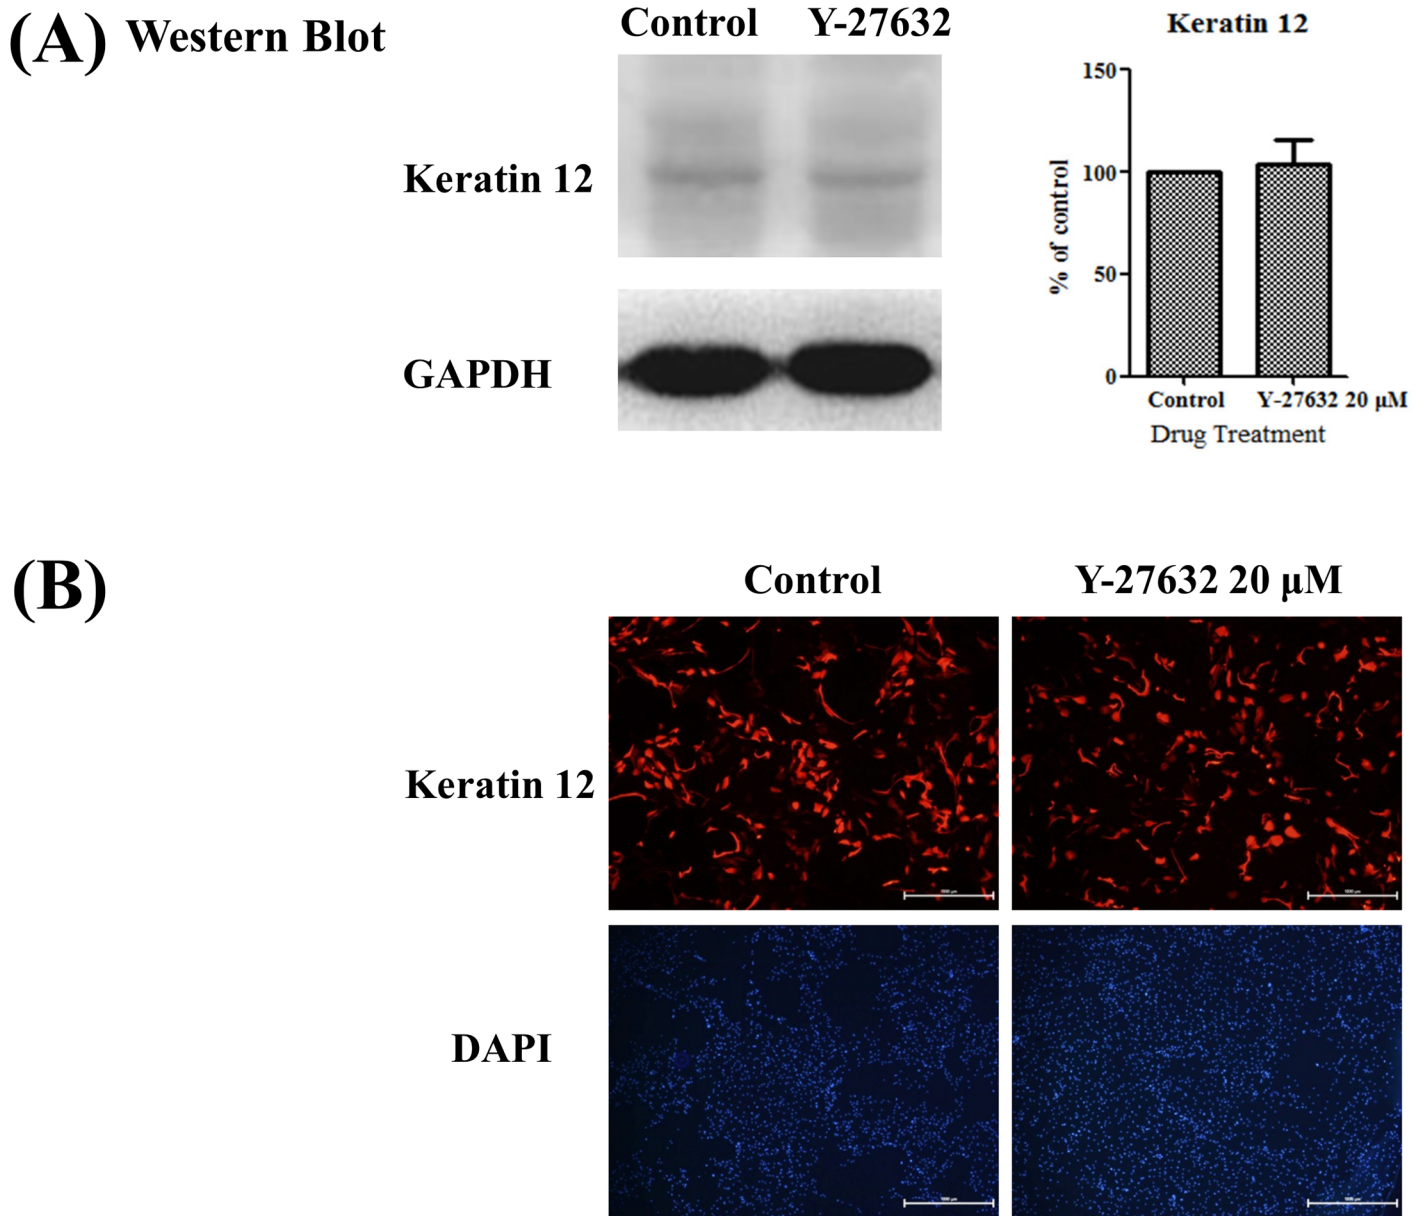 (A) Western Blot
Control Y-27632
Keratin 12
GAPDH
Keratin 12
150
100
50
0
% of control
Control Y-27632 20 μM
Drug Treatment
(B)
Control Y-27632 20 μM
Keratin 12
DAPI